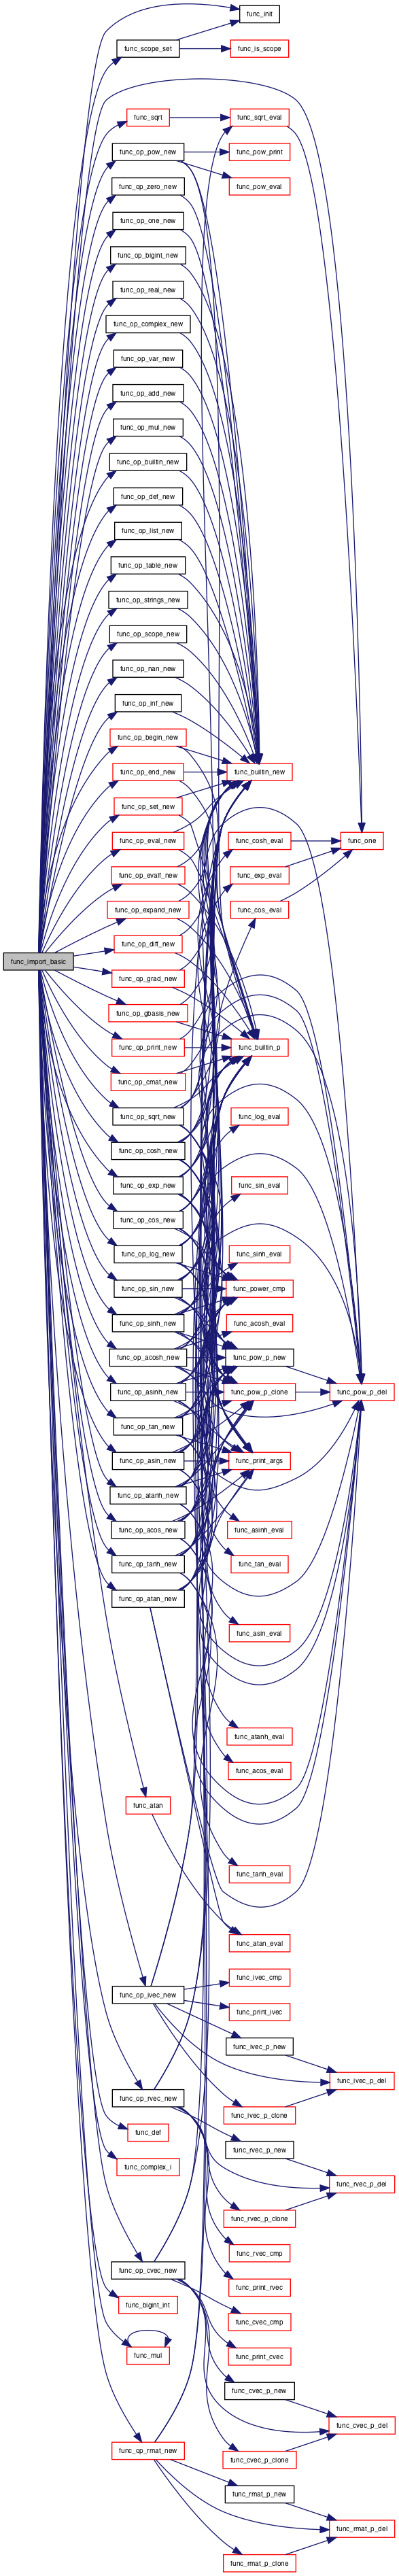 func_init
func_scope_set
func_is_scope
func_sqrt
func_sqrt_eval
func_op_pow_new
func_pow_print
func_op_zero_new
func_pow_eval
func_op_one_new
func_op_bigint_new
func_op_real_new
func_op_complex_new
func_op_var_new
func_op_add_new
func_op_mul_new
func_op_builtin_new
func_op_def_new
func_op_list_new
func_op_table_new
func_op_strings_new
func_op_scope_new
func_op_nan_new
func_op_inf_new
func_op_begin_new
func_op_end_new
func_builtin_new
func_op_set_new
func_op_eval_new
func_cosh_eval
func_one
func_op_evalf_new
func_exp_eval
func_op_expand_new
func_cos_eval
func_op_diff_new
func_import_basic
func_op_grad_new
func_op_gbasis_new
func_op_print_new
func_builtin_p
func_op_cmat_new
func_op_sqrt_new
func_log_eval
func_op_cosh_new
func_op_exp_new
func_sin_eval
func_op_cos_new
func_op_log_new
func_sinh_eval
func_op_sin_new
func_power_cmp
func_op_sinh_new
func_acosh_eval
func_op_acosh_new
func_pow_p_new
func_op_asinh_new
func_pow_p_clone
func_pow_p_del
func_op_tan_new
func_op_asin_new
func_print_args
func_op_atanh_new
func_op_acos_new
func_asinh_eval
func_op_tanh_new
func_tan_eval
func_op_atan_new
func_asin_eval
func_atanh_eval
func_acos_eval
func_atan
func_tanh_eval
func_atan_eval
func_ivec_cmp
func_op_ivec_new
func_print_ivec
func_ivec_p_new
func_ivec_p_del
func_op_rvec_new
func_ivec_p_clone
func_def
func_rvec_p_new
func_complex_i
func_rvec_p_del
func_rvec_p_clone
func_rvec_cmp
func_op_cvec_new
func_print_rvec
func_bigint_int
func_cvec_cmp
func_mul
func_print_cvec
func_cvec_p_new
func_cvec_p_del
func_op_rmat_new
func_cvec_p_clone
func_rmat_p_new
func_rmat_p_del
func_rmat_p_clone